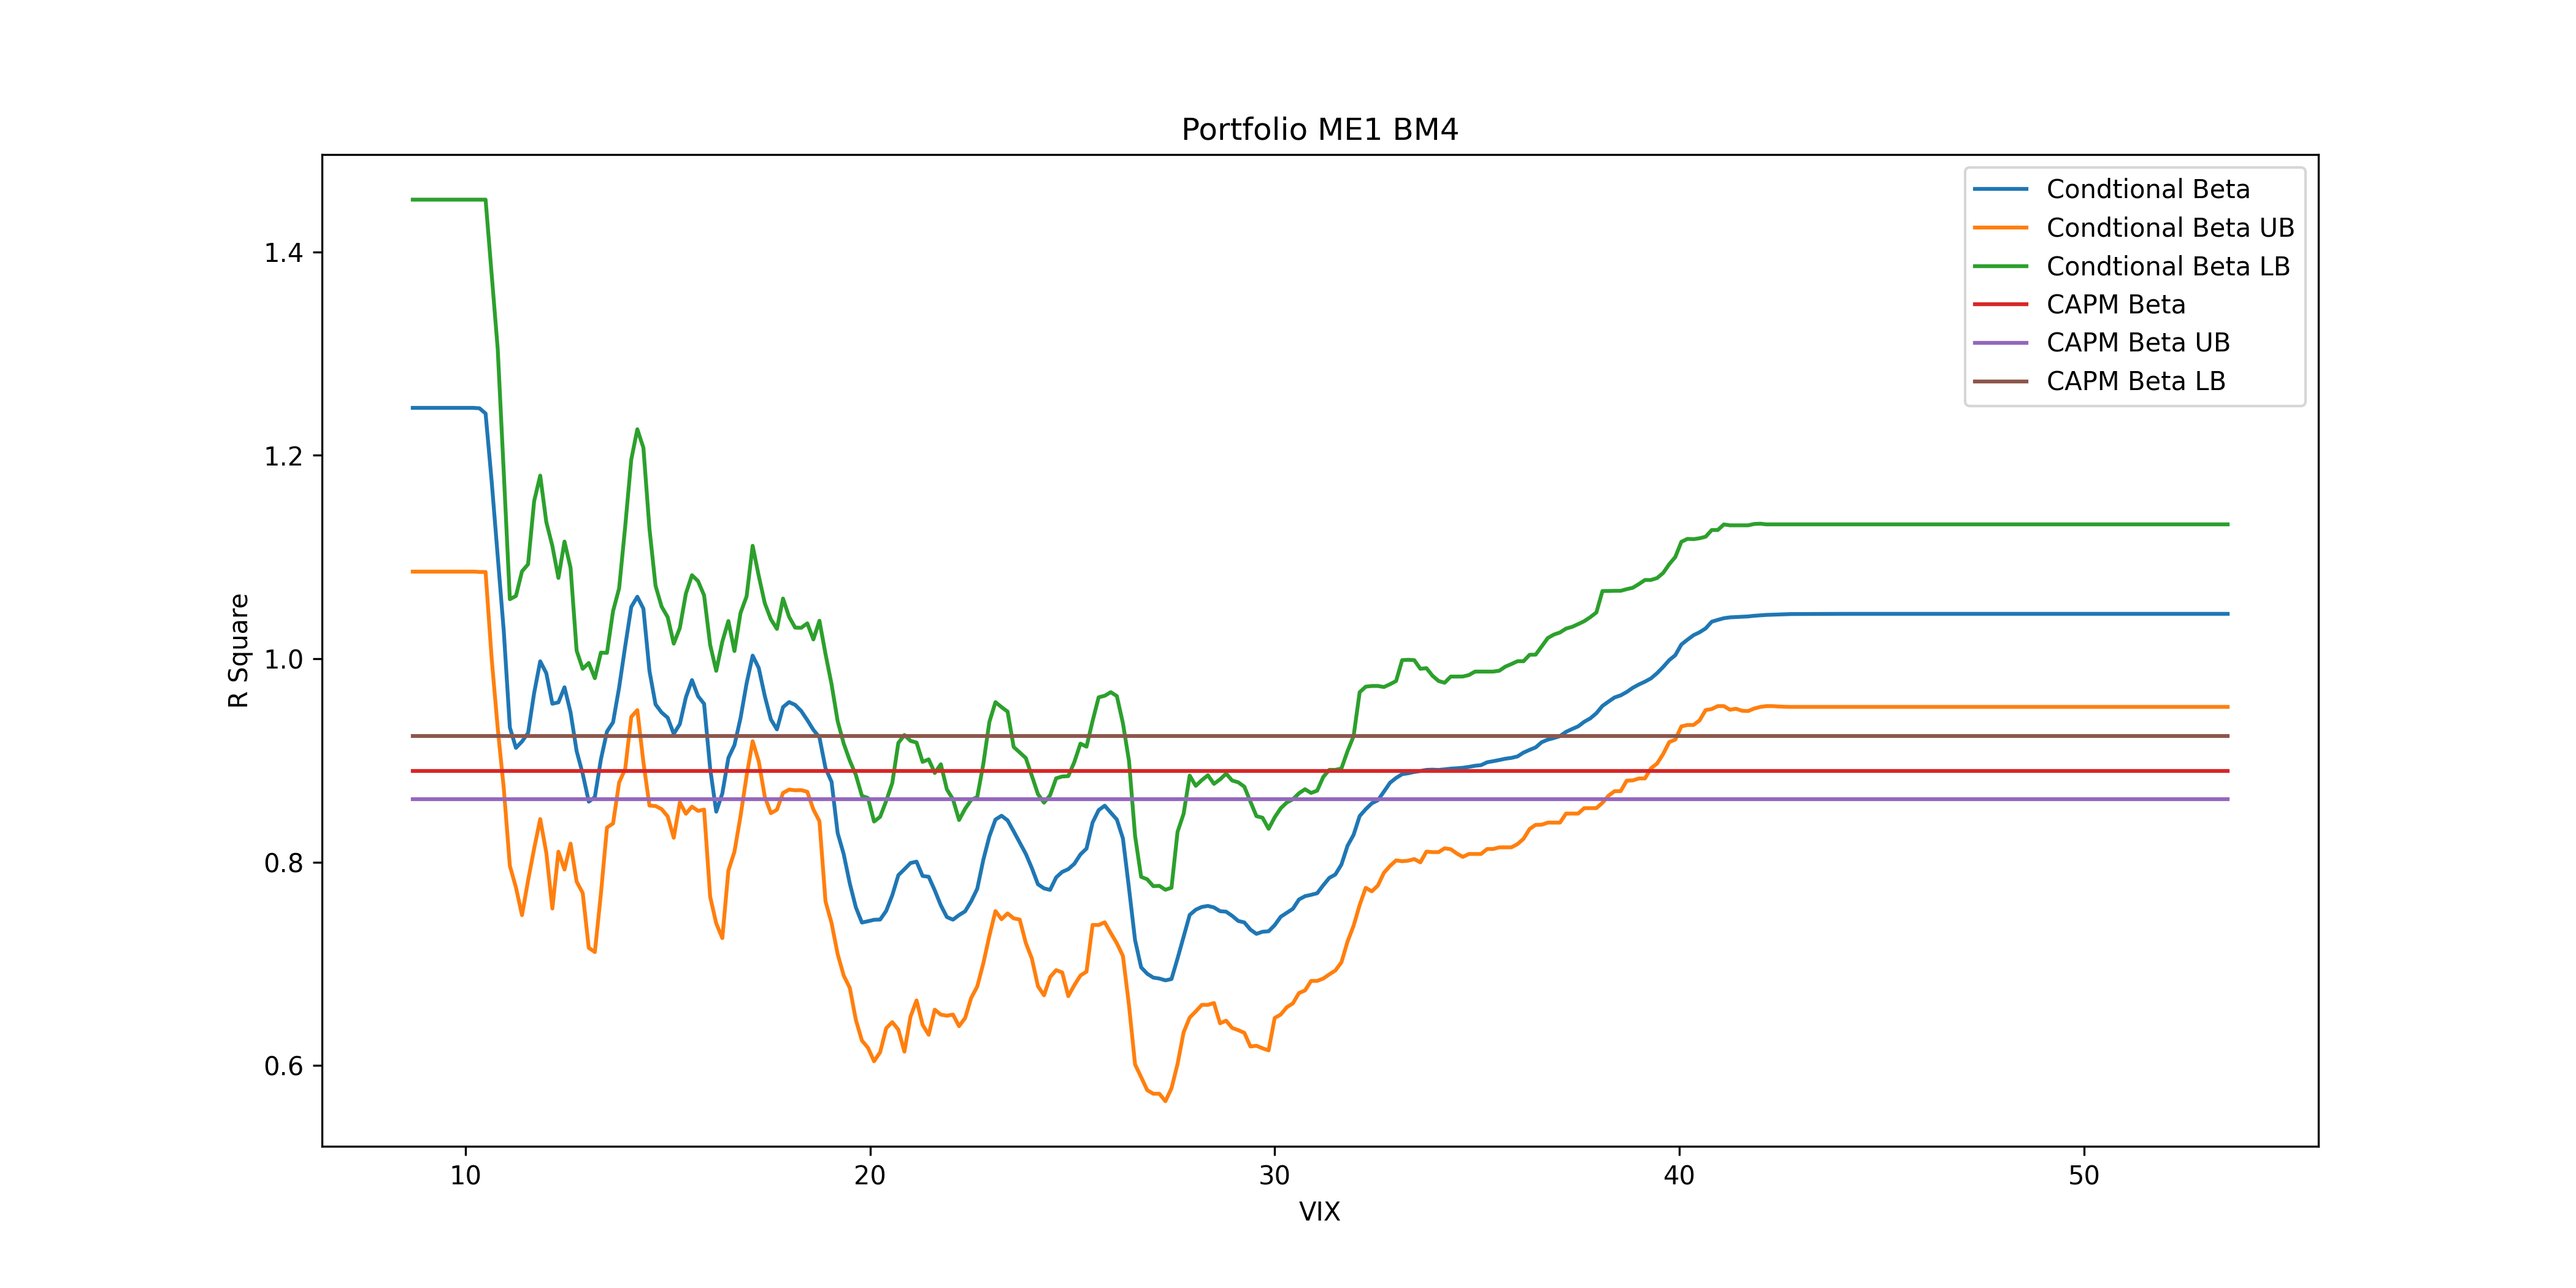 Portfolio ME1 BM4
Condtional Beta
Condtional Beta UB
Condtional Beta LB
CAPM Beta
CAPM Beta UB
CAPM Beta LB
1.4
1.2
1.0
0.8
0.6
R Square
10 20 30 40 50
VIX